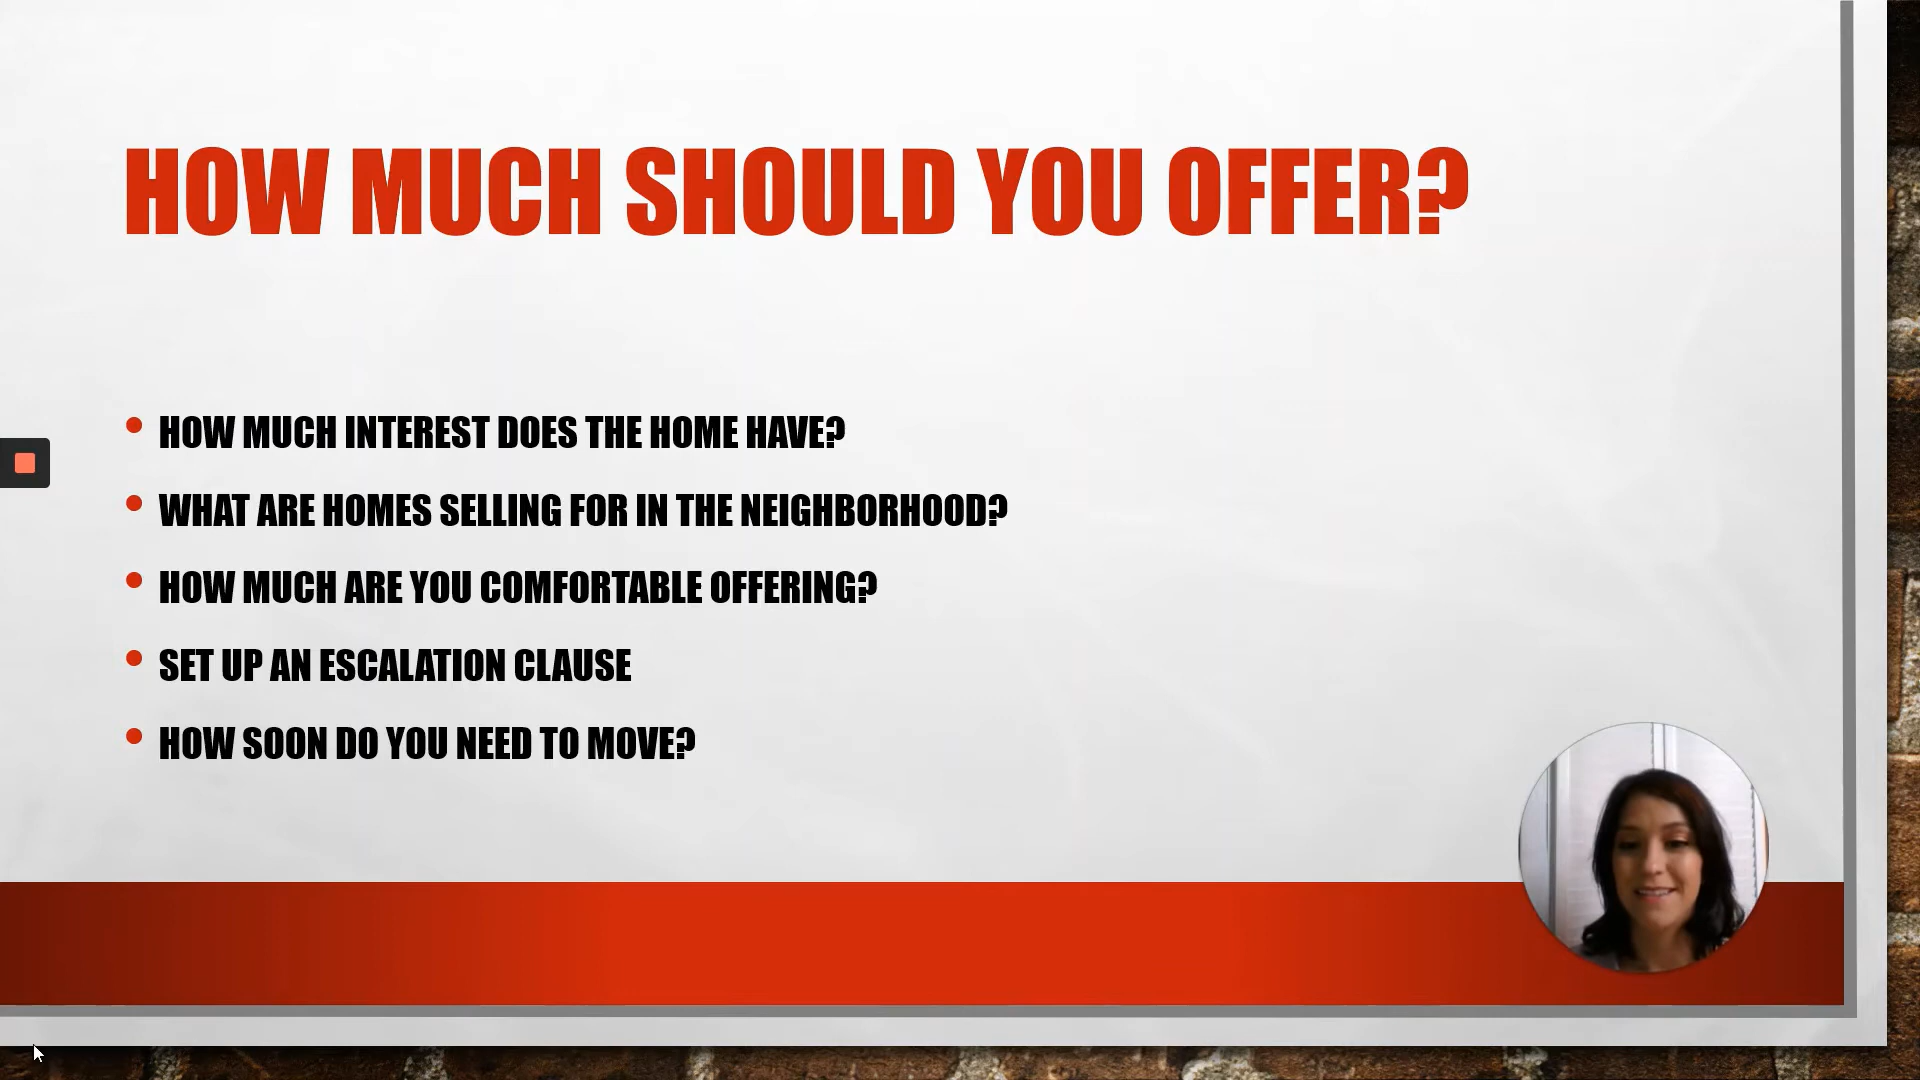 HOW MUCH SHOULD YOU OFFER?
HOW MUCH INTEREST DOES THE HOME HAVE?
WHAT ARE HOMES SELLING FOR IN THE NEIGHBORHOOD?
HOW MUCH ARE YOU COMFORTABLE OFFERING?
SET UP AN ESCALATION CLAUSE
HOW SOON DO YOU NEED TO MOVE?